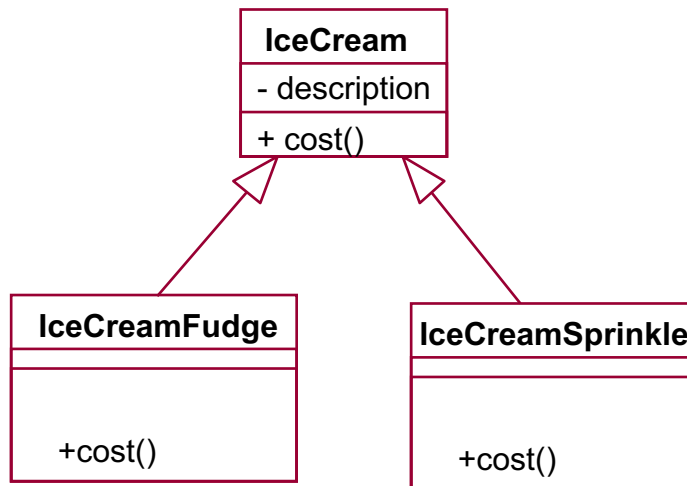 IceCream
- description
+ cost()
IceCreamFudge
+cost()
IceCreamSprinkle
+cost()